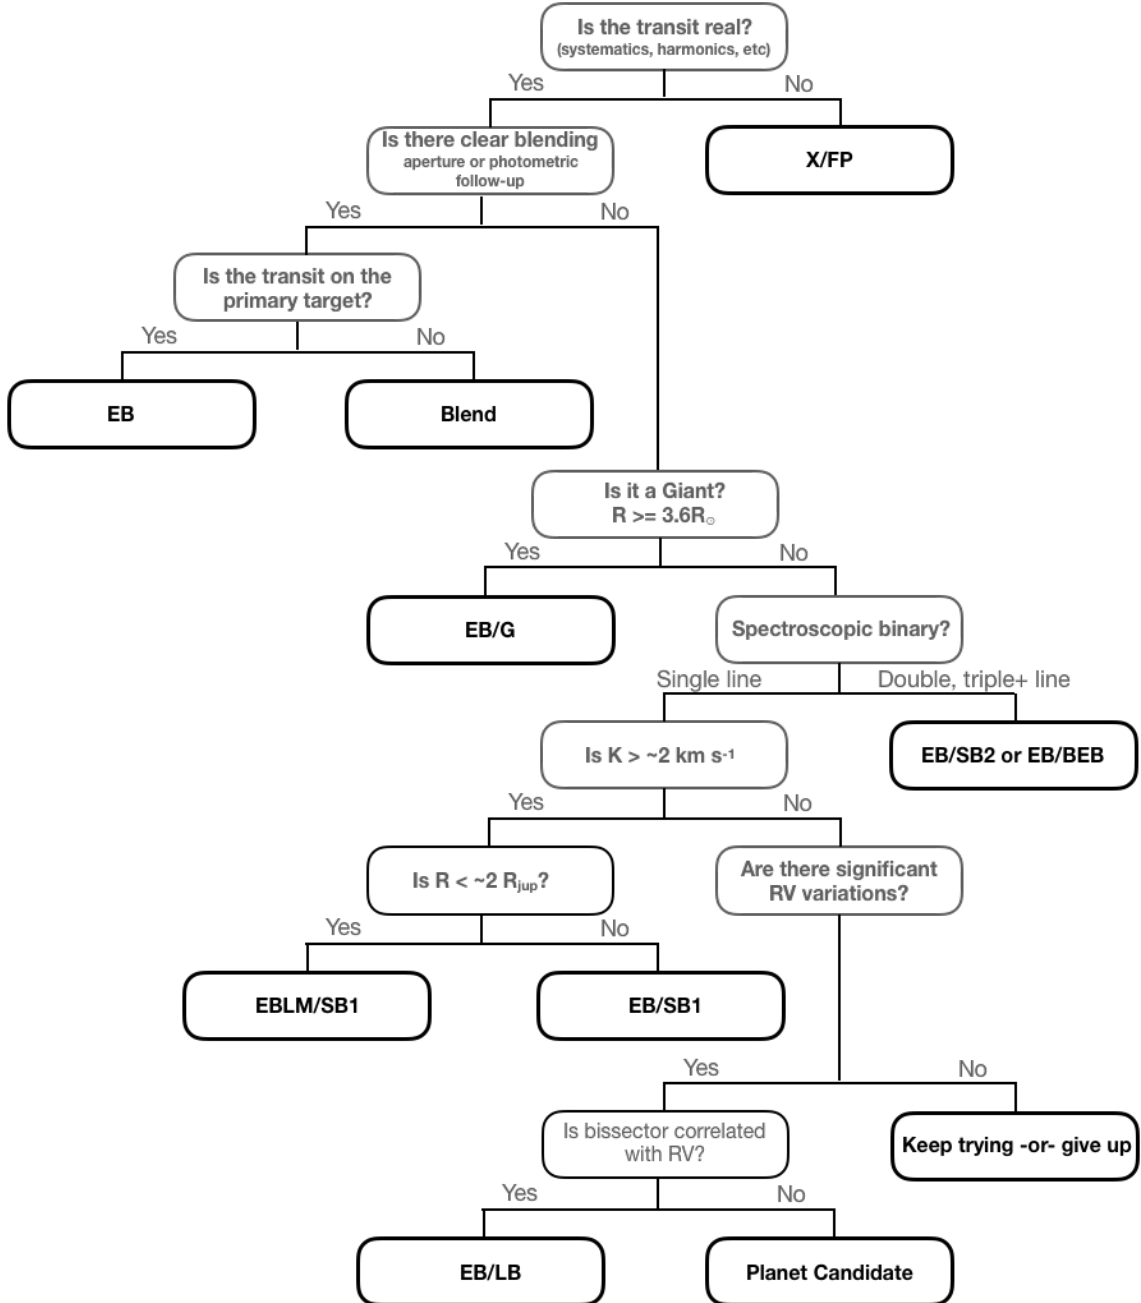 Is the transit real?
(systematics, harmonics, etc)
Yes
No
Is there clear blending
aperture or photometric
follow-up
X/FP
Yes
No
Is the transit on the
primary target?
Yes
No
EB
Blend
Is it a Giant?
R >= 3.6R☉
Yes
No
EB/G
Spectroscopic binary?
Single line
Double, triple+ line
Is K > ~2 km s-1
EB/SB2 or EB/BEB
Yes
No
Is R < ~2 Rjup?
Are there significant
RV variations?
Yes
No
EBLM/SB1
EB/SB1
Yes
No
Is bissector correlated
with RV?
Keep trying -or- give up
Yes
No
EB/LB
Planet Candidate